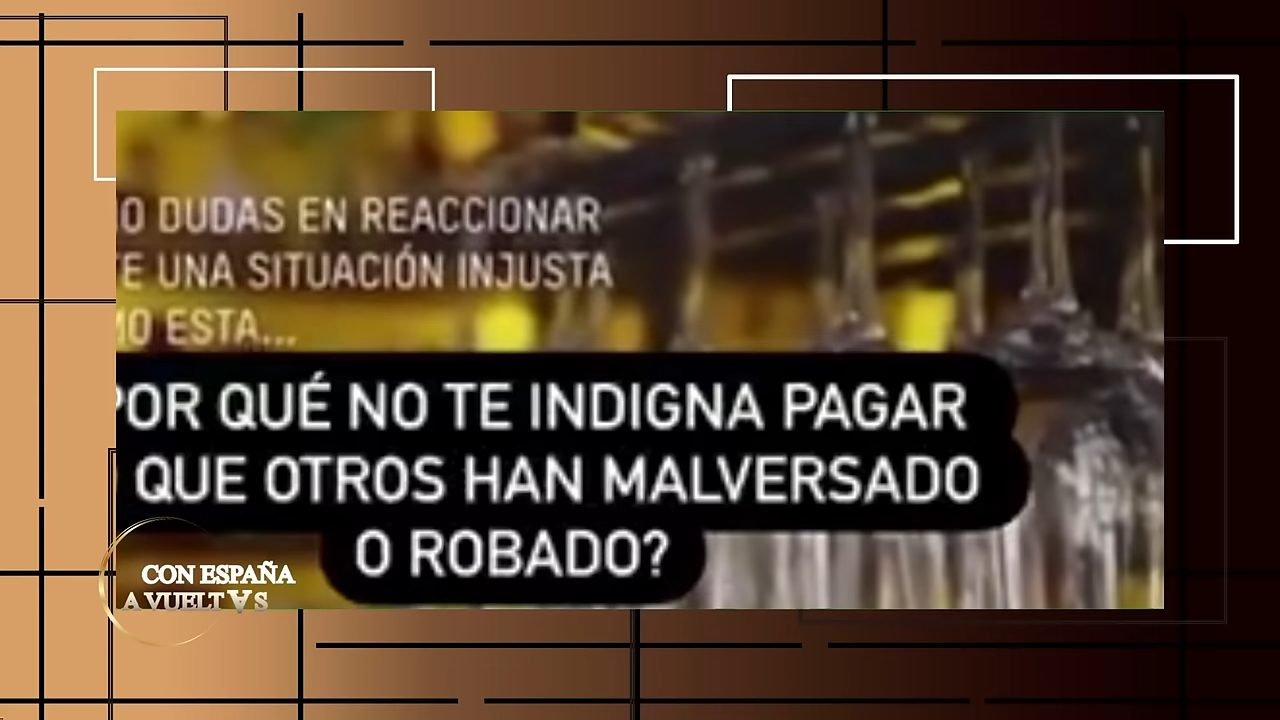 DUDAS EN REACCIONAR
UNA SITUACIÓN INJUSTA
ESTA...
POR QUÉ NO TE INDIGNA PAGAR
QUE OTROS HAN MALVERSADO
O ROBADO?
CON ESPAÑA
A VUELTAS